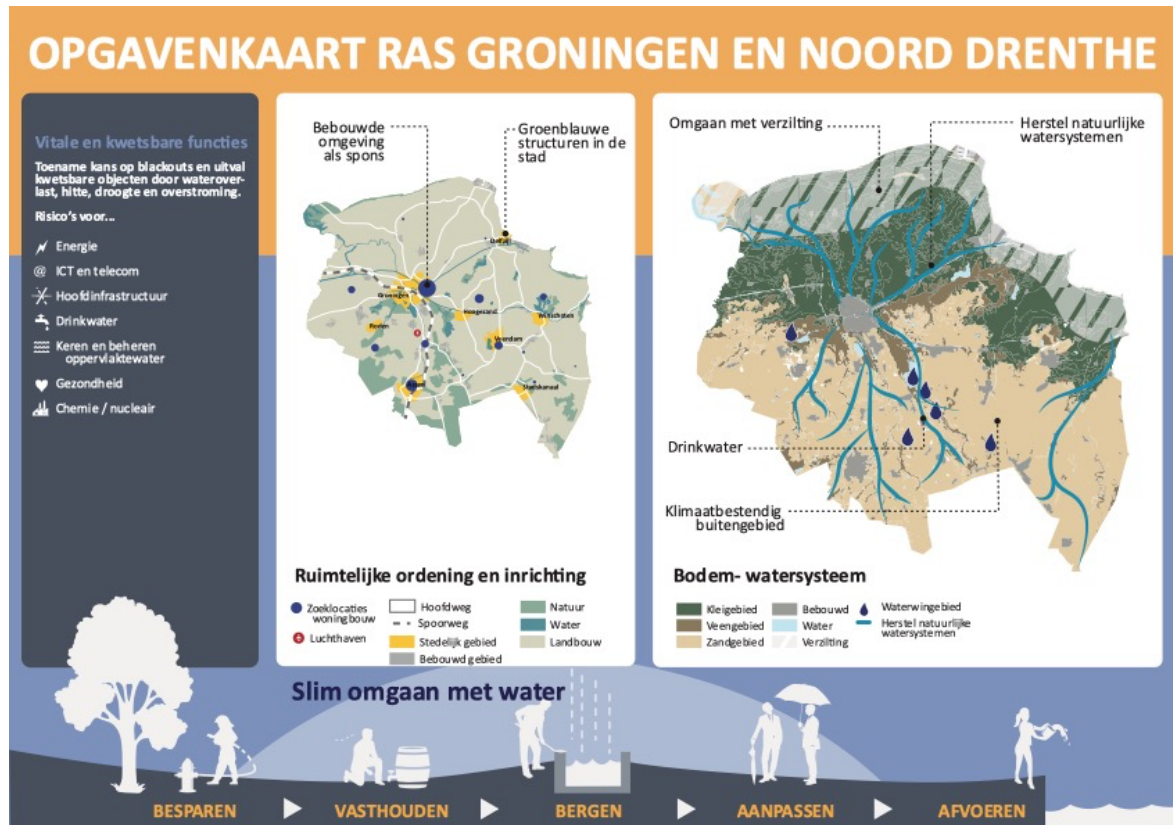 OPGAVENKAART RAS GRONINGEN EN NOORD DRENTHE
Vitale en kwetsbare functies
Toename kans op blackouts en uitval
kwetsbare objecten door waterover-
last, hitte, droogte en overstroming.
Risico's voor...
Energie
@ ICT en telecom
Hoofdinfrastructuur
Drinkwater
Keren en beheren
oppervlaktewater
Gezondheid
Chemie / nucleair
Bebouwde
omgeving
als spons
Groenblauwe
structuren in de
stad
Delfzijl
Groningen
Hoogezand
Winschoten
Roden
Veendam
Assen
Stadskanaal
Ruimtelijke ordening en inrichting
Zoeklocaties
woningbouw
Luchthaven
Hoofdweg
Spoorweg
Stedelijk gebied
Bebouwd gebied
Natuur
Water
Landbouw
Omgaan met verzilting
Herstel natuurlijke
watersystemen
Drinkwater
Klimaatbestendig
buitengebied
Bodem- watersysteem
Kleigebied
Veengebied
Zandgebied
Bebouwd
Water
Verzilting
Waterwingebied
Herstel natuurlijke
watersystemen
Slim omgaan met water
BESPAREN
VASTHOUDEN
BERGEN
AANPASSEN
AFVOEREN